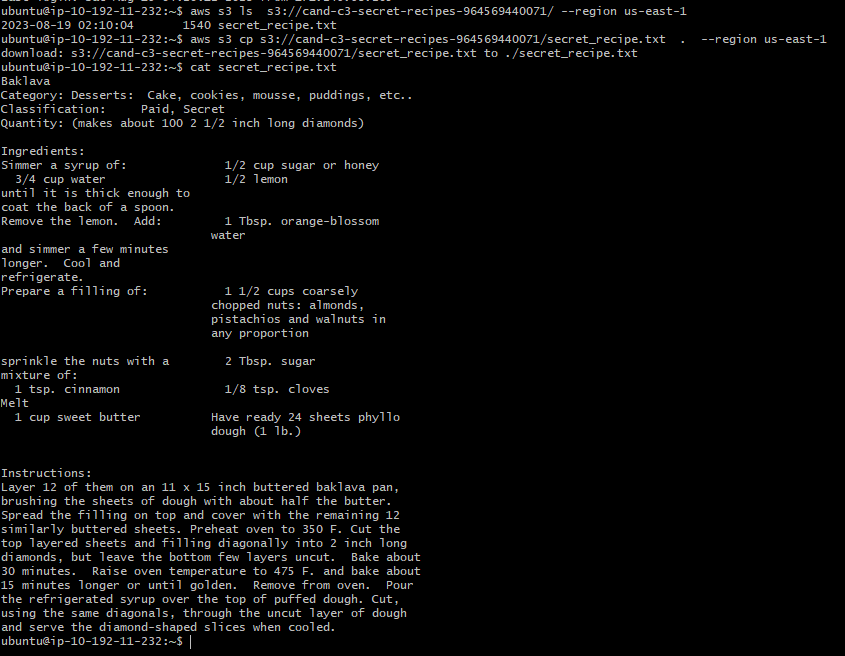 ubuntu@ip-10-192-11-232:~$ aws s3 ls  s3://cand-c3-secret-recipes-964569440071/ --region us-east-1
2023-08-19 02:10:04       1540 secret_recipe.txt
ubuntu@ip-10-192-11-232:~$ aws s3 cp s3://cand-c3-secret-recipes-964569440071/secret_recipe.txt  .  --region us-east-1
download: s3://cand-c3-secret-recipes-964569440071/secret_recipe.txt to ./secret_recipe.txt
ubuntu@ip-10-192-11-232:~$ cat secret_recipe.txt
Baklava
Category: Desserts:  Cake, cookies, mousse, puddings, etc..
Classification:     Paid, Secret
Quantity: (makes about 100 2 1/2 inch long diamonds)

Ingredients:
Simmer a syrup of:              1/2 cup sugar or honey
  3/4 cup water                 1/2 lemon
until it is thick enough to
coat the back of a spoon.
Remove the lemon.  Add:         1 Tbsp. orange-blossom
                              water
and simmer a few minutes
longer.  Cool and
refrigerate.
Prepare a filling of:           1 1/2 cups coarsely
                              chopped nuts: almonds,
                              pistachios and walnuts in
                              any proportion

sprinkle the nuts with a        2 Tbsp. sugar
mixture of:
  1 tsp. cinnamon               1/8 tsp. cloves
Melt
  1 cup sweet butter          Have ready 24 sheets phyllo
                              dough (1 lb.)


Instructions:
Layer 12 of them on an 11 x 15 inch buttered baklava pan,
brushing the sheets of dough with about half the butter.
Spread the filling on top and cover with the remaining 12
similarly buttered sheets. Preheat oven to 350 F. Cut the
top layered sheets and filling diagonally into 2 inch long
diamonds, but leave the bottom few layers uncut.  Bake about
30 minutes.  Raise oven temperature to 475 F. and bake about
15 minutes longer or until golden.  Remove from oven.  Pour
the refrigerated syrup over the top of puffed dough. Cut,
using the same diagonals, through the uncut layer of dough
and serve the diamond-shaped slices when cooled.
ubuntu@ip-10-192-11-232:~$